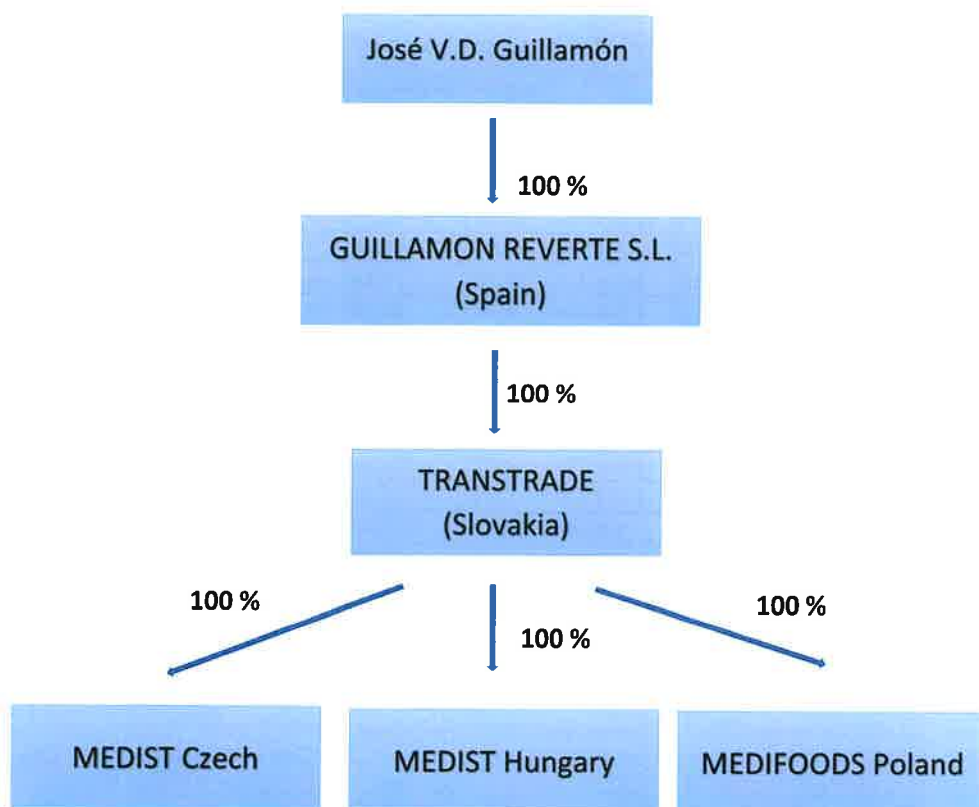 José V.D. Guillamón
100 %
GUILLAMON REVERTE S.L.
(Spain)
100 %
TRANSTRADE
(Slovakia)
100 %
100 %
100 %
MEDIST Czech
MEDIST Hungary
MEDIFOODS Poland